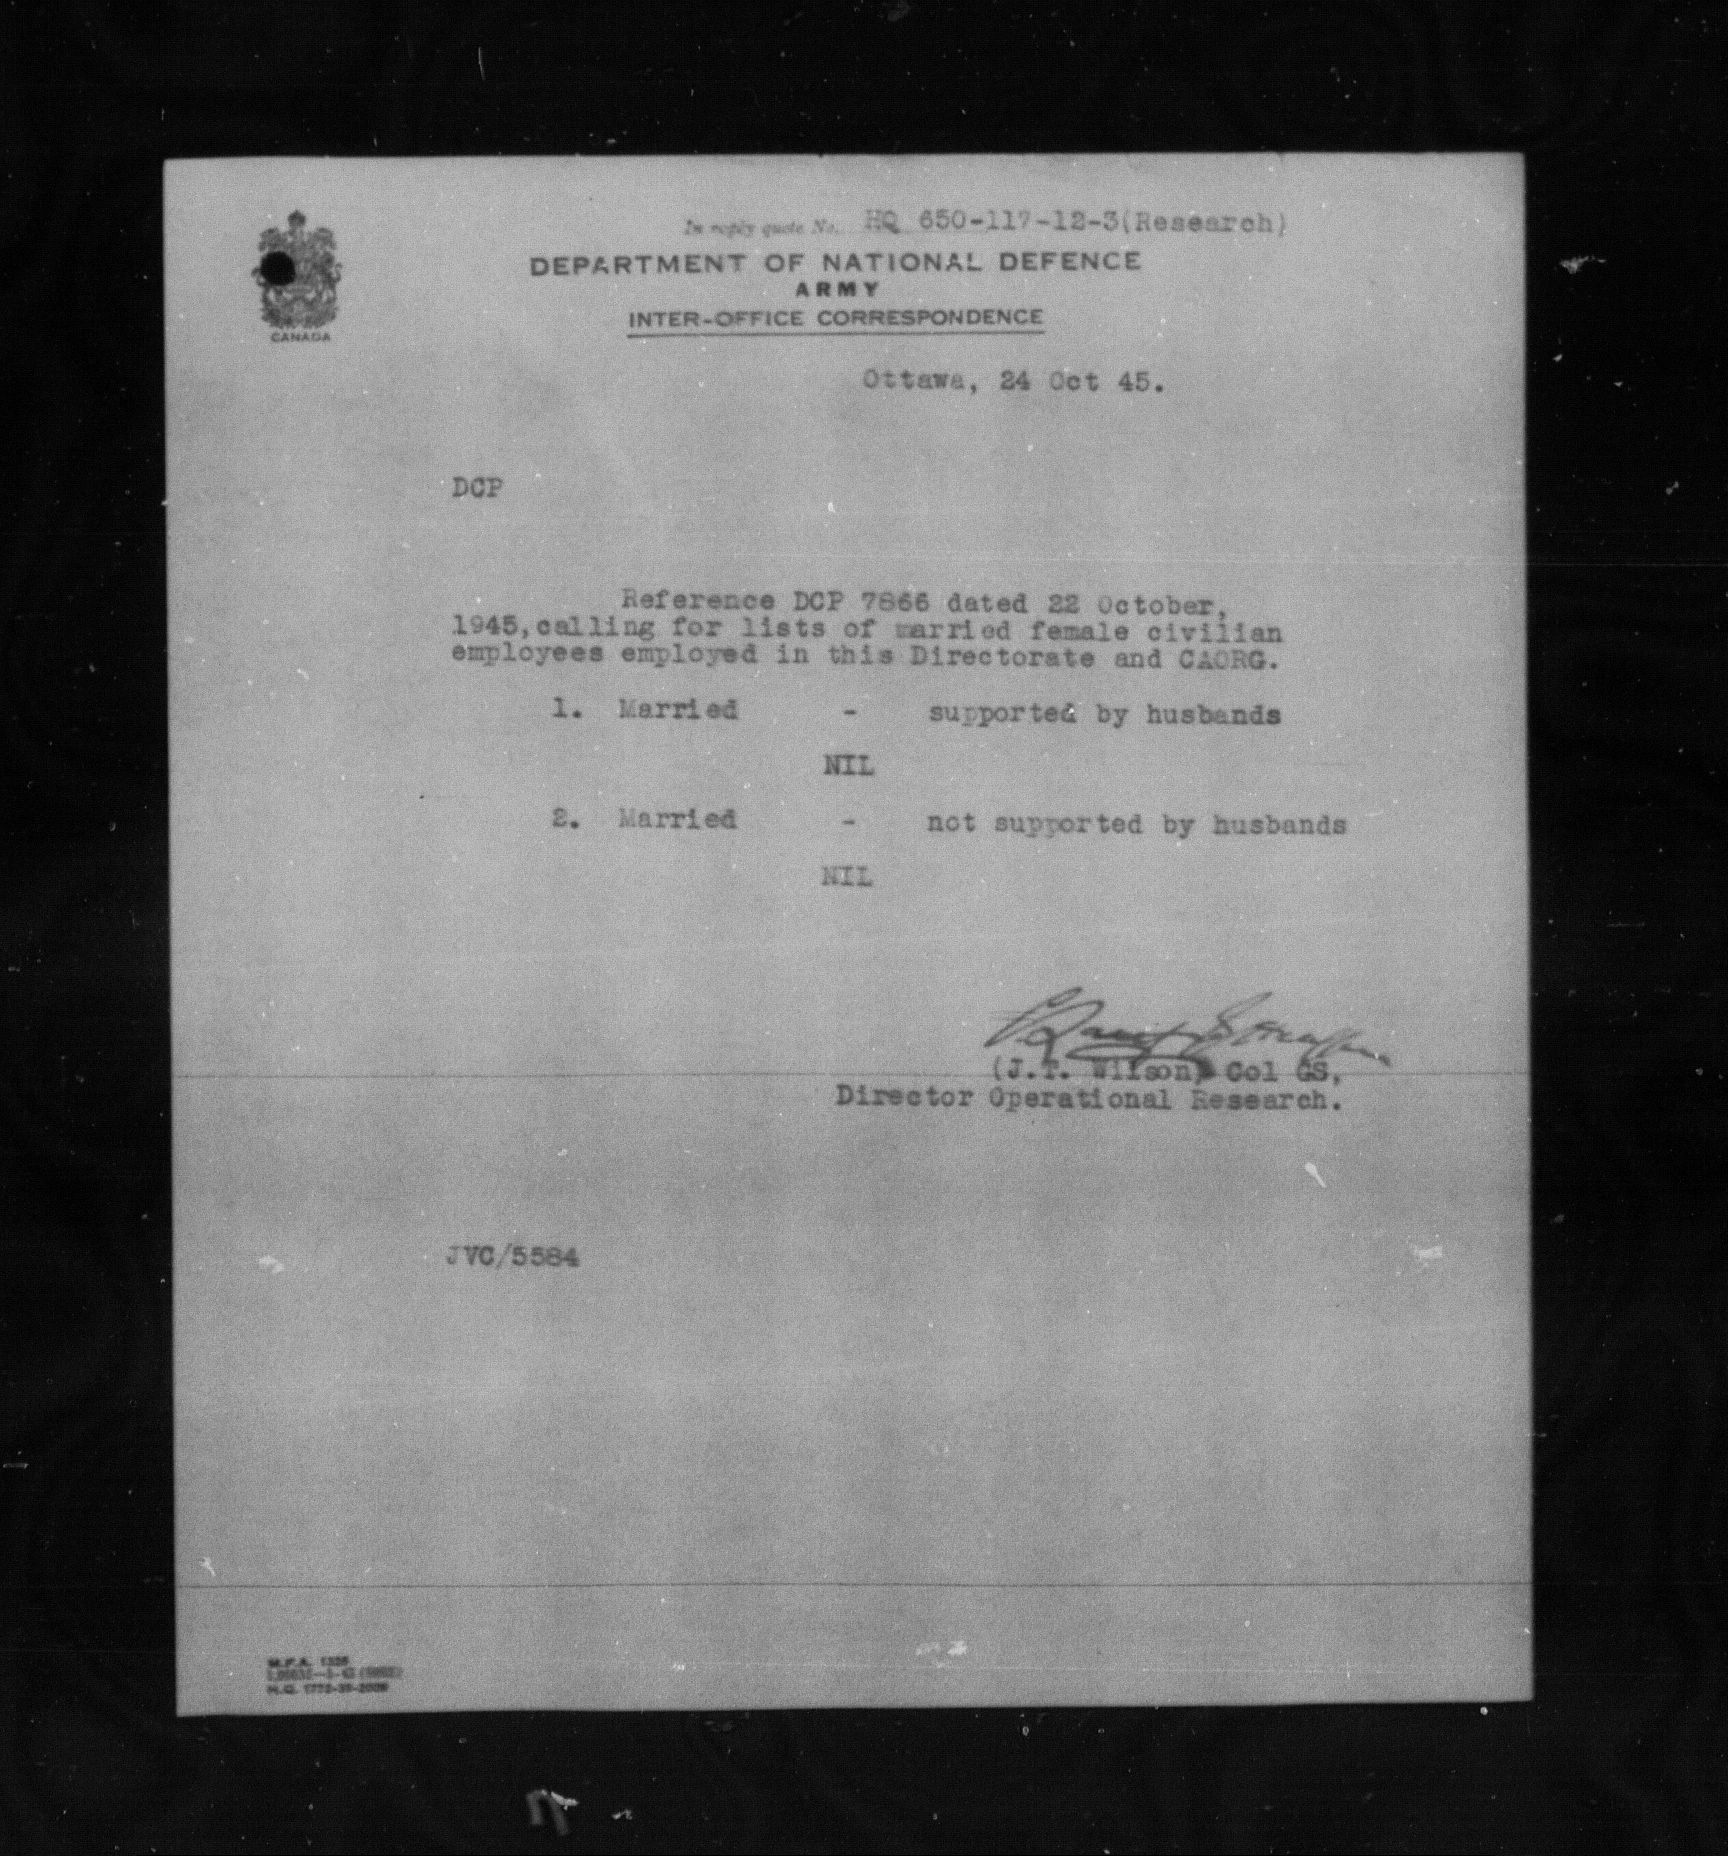 In reply quote No. HQ 650-117-12-3(Research)
DEPARTMENT OF NATIONAL DEFENCE
ARMY
INTER-OFFICE CORRESPONDENCE
CANADA
Ottawa, 24 Oct 45.
DCP
Reference DCP 7866 dated 22 October,
1945,calling for lists of married female civilian
employees employed in this Directorate and CAORG.
1. Married - supported by husbands
NIL
2. Married - not supported by husbands
NIL
(J.T. Wilson) Col GS,
Director Operational Research.
JVC/5584
M.F.A.
H.Q.